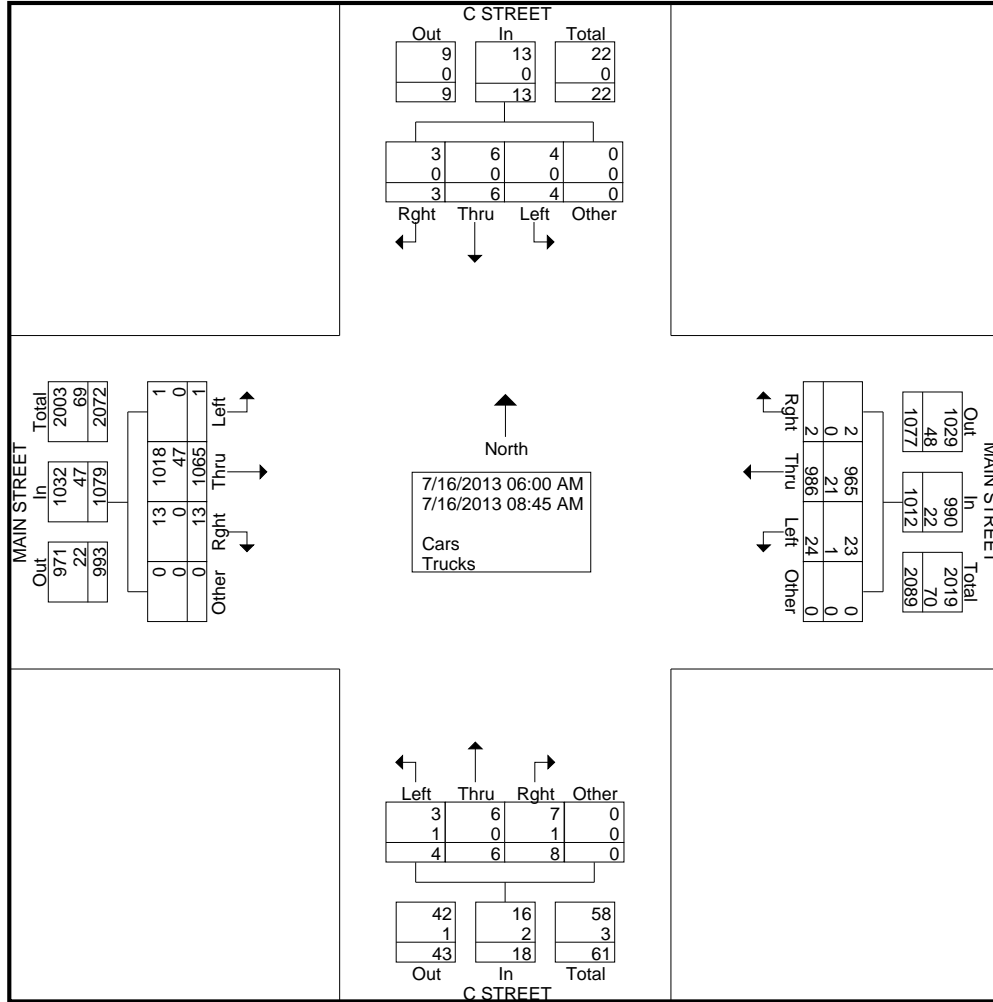 C STREET
Out In Total
9 13 22
0 0 0
9 13 22
3 6 4 0
0 0 0 0
3 6 4 0
Rght Thru Left Other
MAIN STREET
Total In Out
2003 1032 971
69 47 22
2072 1079 993
1 1018 13 0
0 47 0 0
1 1065 13 0
Left Thru Rght Other
North
7/16/2013 06:00 AM
7/16/2013 08:45 AM
Cars
Trucks
MAIN STREET
Out In Total
1029 990 2019
48 22 70
1077 1012 2089
2 965 23 0
0 21 1 0
2 986 24 0
Rght Thru Left Other
Left Thru Rght Other
3 6 7 0
1 0 1 0
4 6 8 0
42 16 58
1 2 3
43 18 61
Out In Total
C STREET